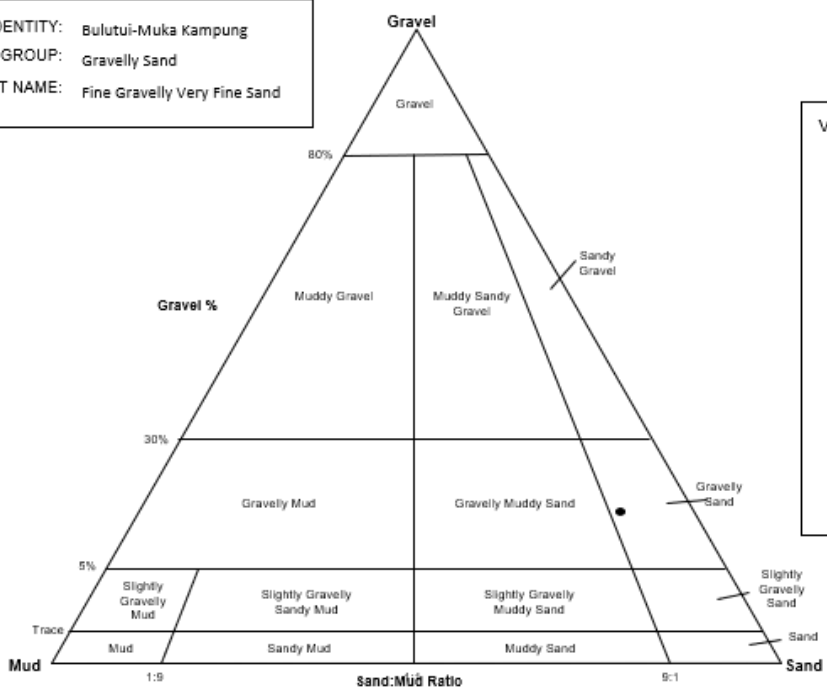 DENTITY: Bulutui-Muka Kampung
GROUP: Gravelly Sand
T NAME: Fine Gravelly Very Fine Sand
Gravel
Gravel
80%
V
Sandy
Gravel
Muddy Gravel
Muddy Sandy
Gravel
Gravel %
30%
Gravelly Mud
Gravelly Muddy Sand
Gravelly
Sand
5%
Slightly
Gravelly
Mud
Slightly Gravelly
Sandy Mud
Slightly Gravelly
Muddy Sand
Slightly
Gravelly
Sand
Trace
Mud
Sandy Mud
Muddy Sand
Sand
Mud
Sand
1:9
Sand:Mud Ratio
9:1